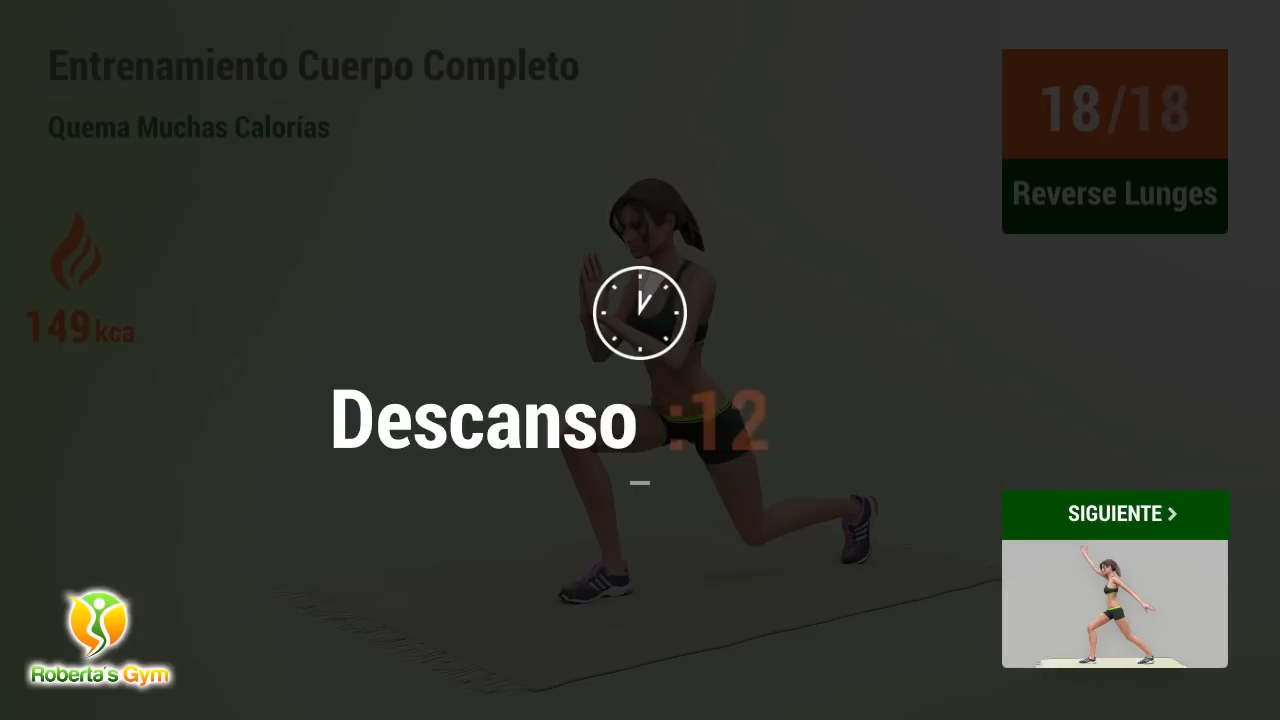 Entrenamiento Cuerpo Completo
Quema Muchas Calorías
18/18
Reverse Lunges
149 kca
Descanso :12
SIGUIENTE >
Roberta's Gym